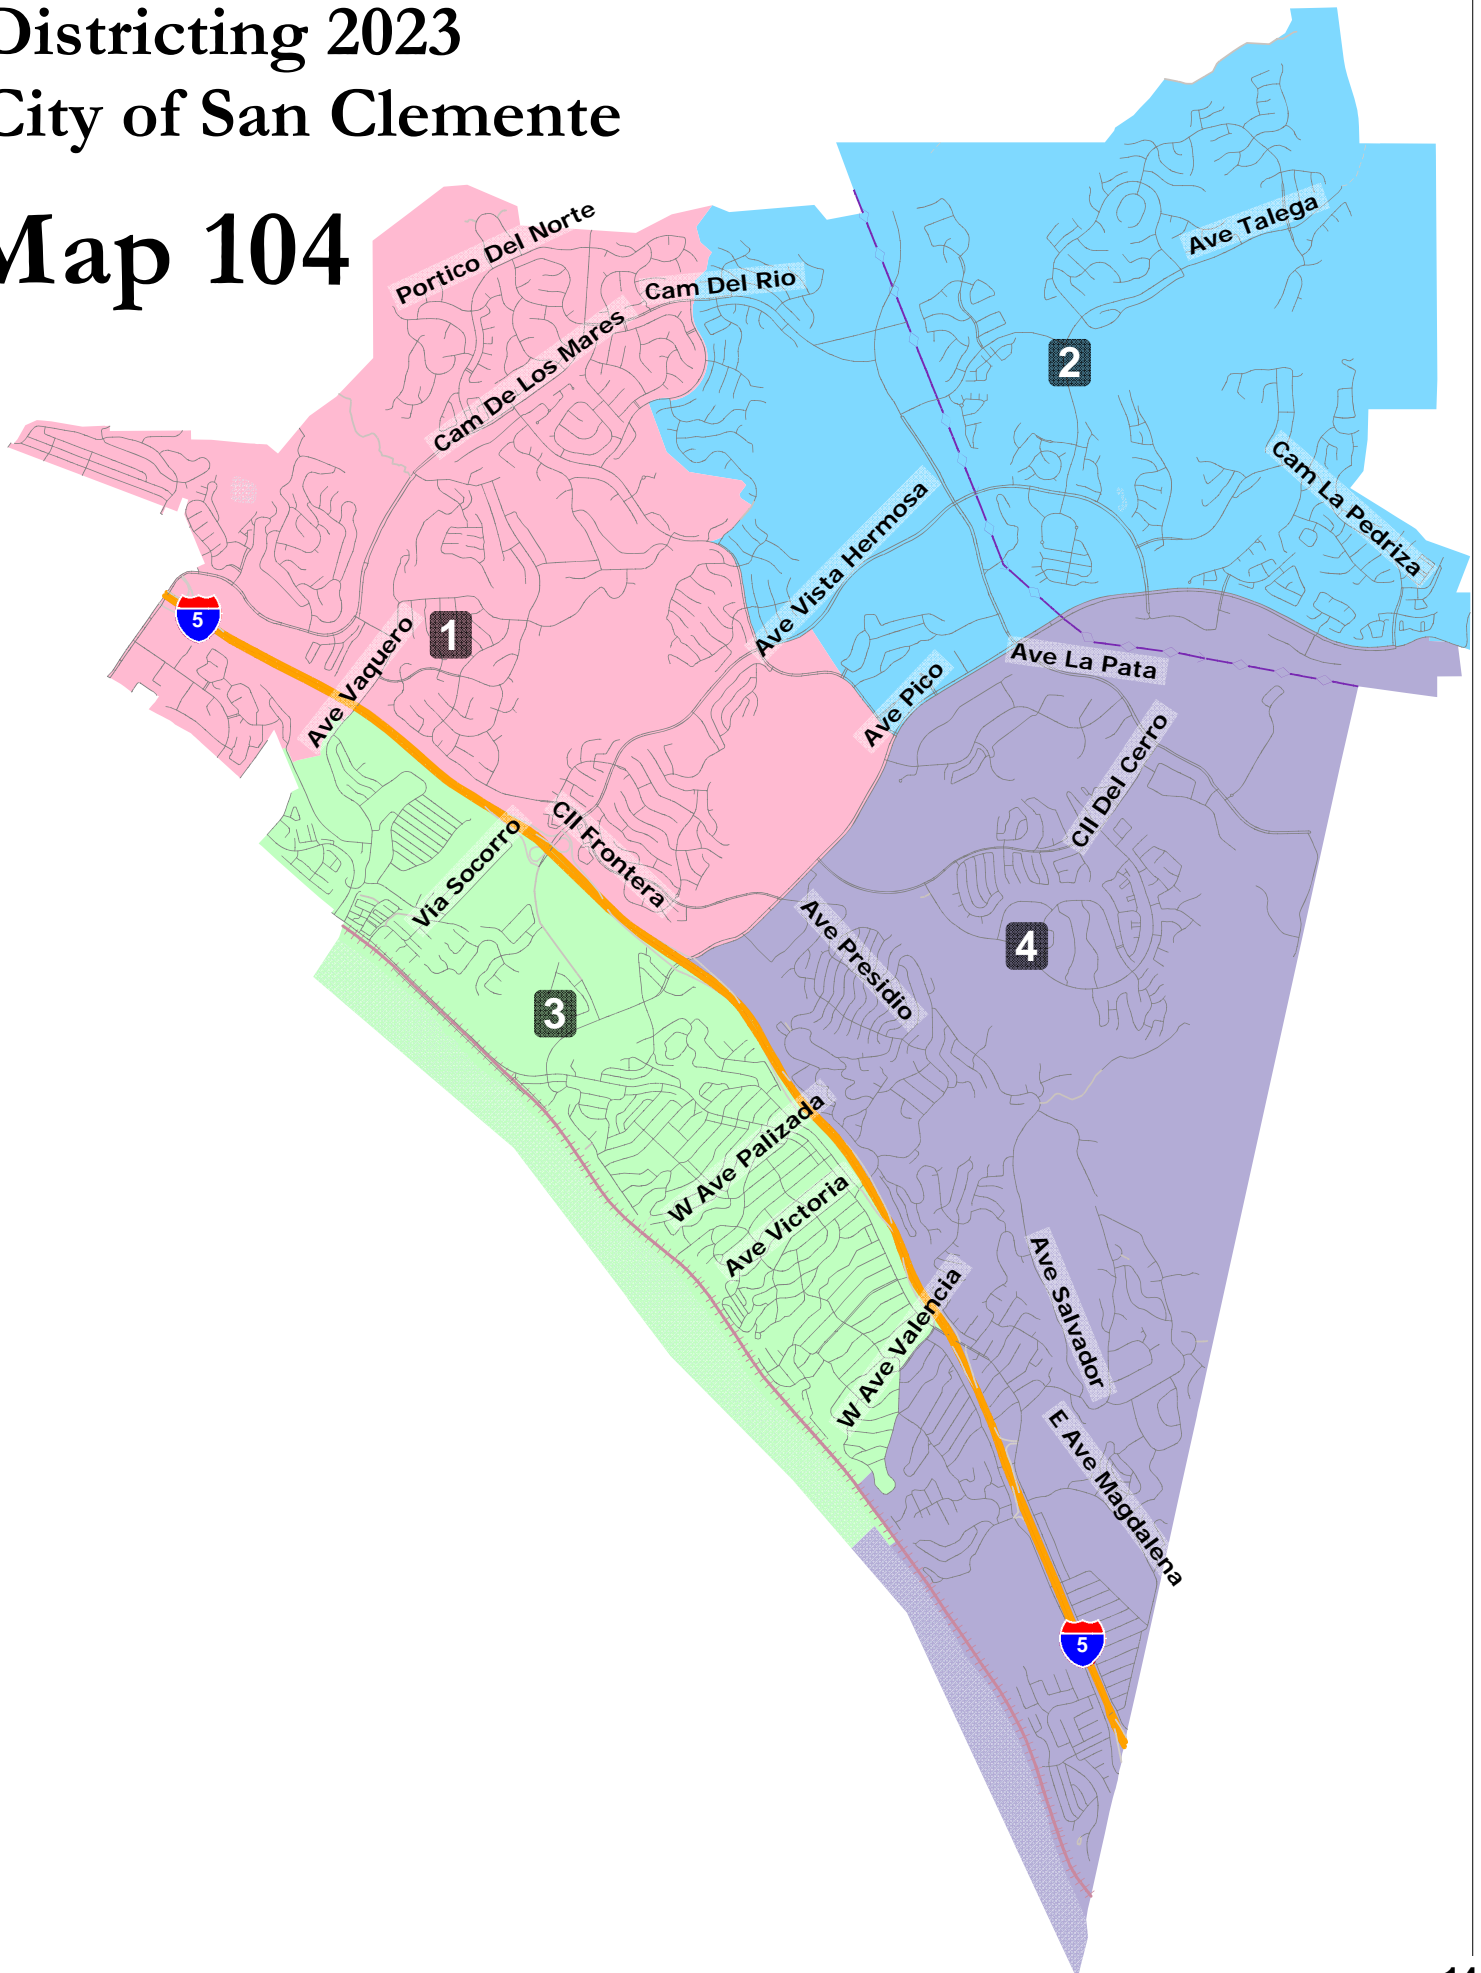 Districting 2023
City of San Clemente
Map 104
Portico Del Norte
Cam Del Rio
Ave Talega
Cam De Los Mares
2
Cam La Pedriza
Ave Vista Hermosa
5
1
Ave Vaquero
Ave La Pata
Ave Pico
Cll Del Cerro
Cll Frontera
Via Socorro
Ave Presidio
4
3
W Ave Palizada
Ave Victoria
Ave Salvador
W Ave Valencia
E Ave Magdalena
5